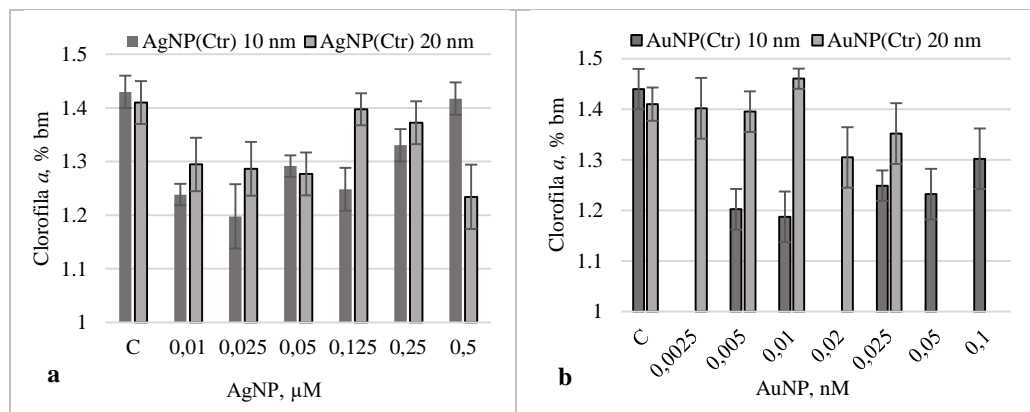 AgNP(Ctr) 10 nm AgNP(Ctr) 20 nm
1.5
1.4
1.3
1.2
1.1
1
Clorofila a, % bm
C 0,01 0,025 0,05 0,125 0,25 0,5
a
AgNP, µM
AuNP(Ctr) 10 nm AuNP(Ctr) 20 nm
1.5
1.4
1.3
1.2
1.1
1
Clorofila a, % bm
C 0,0025 0,005 0,01 0,02 0,025 0,05 0,1
b
AuNP, nM